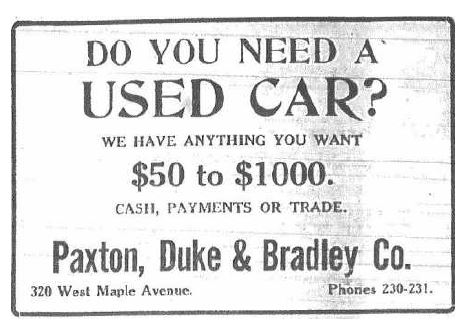 DO YOU NEED A
USED CAR?
WE HAVE ANYTHING YOU WANT
$50 to $1000.
CASH, PAYMENTS OR TRADE.
Paxton, Duke & Bradley Co.
320 West Maple Avenue. Phones 230-231.